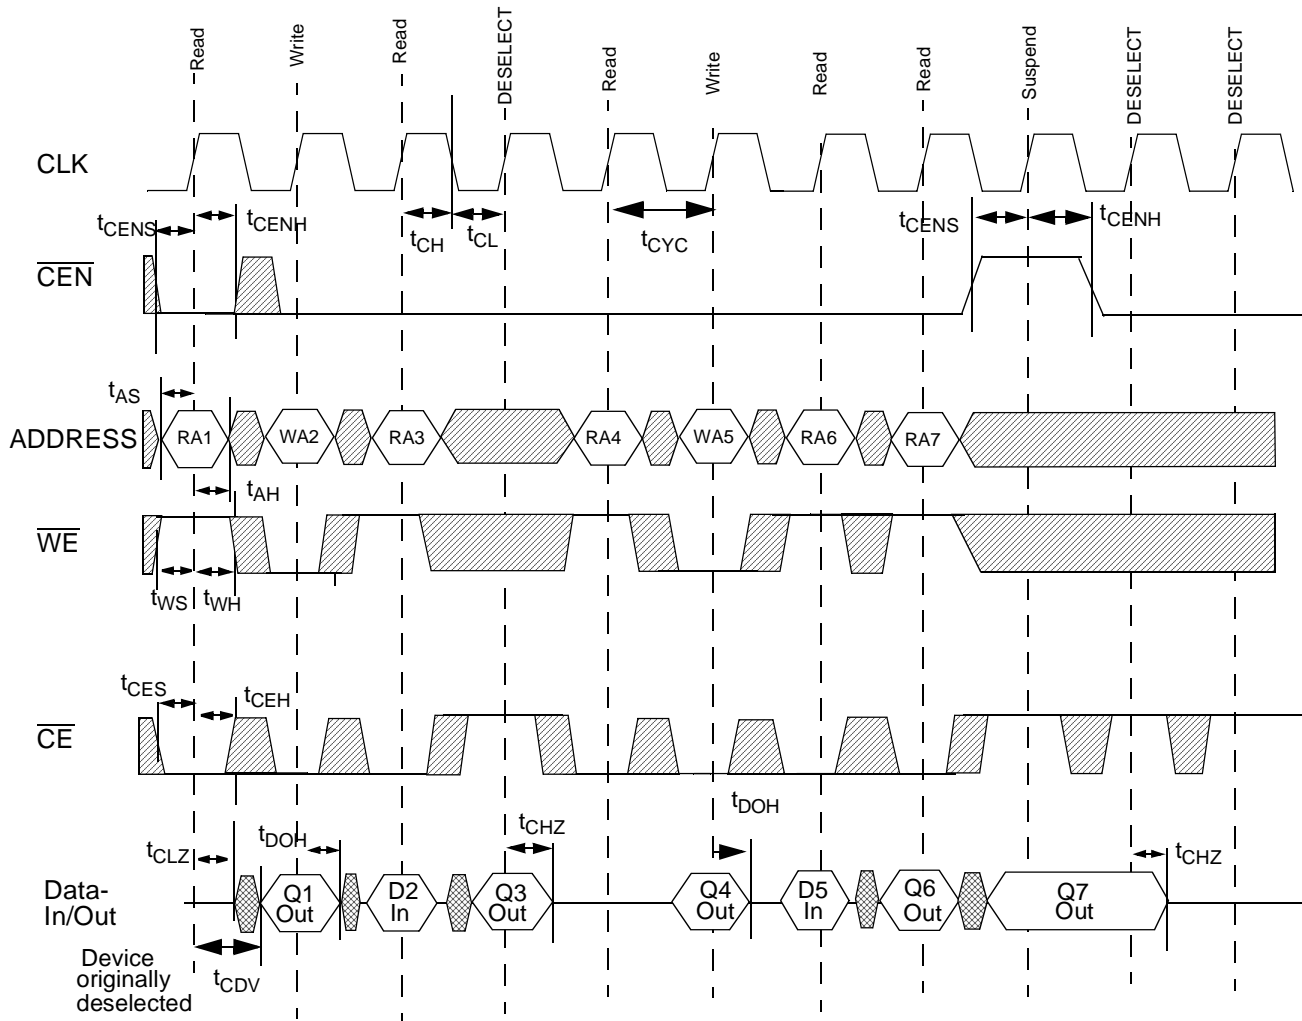 Read
Write
Read
DESELECT
Read
Write
Read
Read
Suspend
DESELECT
DESELECT
CLK
tCENS
tCENH
tCH
tCL
tCYC
tCENS
tCENH
CEN
tAS
ADDRESS
RA1
WA2
RA3
RA4
WA5
RA6
RA7
tAH
WE
tWS
tWH
tCES
tCEH
CE
tDOH
tCLZ
tDOH
tCHZ
tCHZ
Data-
In/Out
Q1
Out
D2
In
Q3
Out
Q4
Out
D5
In
Q6
Out
Q7
Out
Device
originally
deselected
tCDV